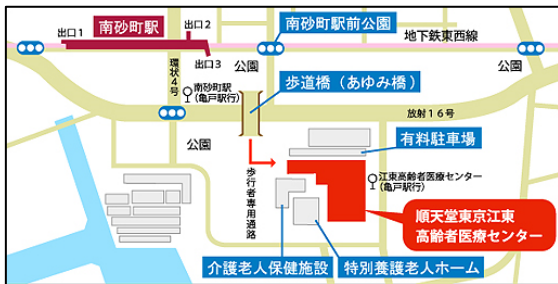 出口1
南砂町駅
出口2
出口3
南砂町駅前公園
地下鉄東西線
公園
公園
環状4号
南砂町駅
(亀戸駅行)
歩道橋（あゆみ橋）
放射16号
公園
有料駐車場
歩行者専用通路
江東高齢者医療センター
(亀戸駅行)
順天堂東京江東
高齢者医療センター
介護老人保健施設
特別養護老人ホーム